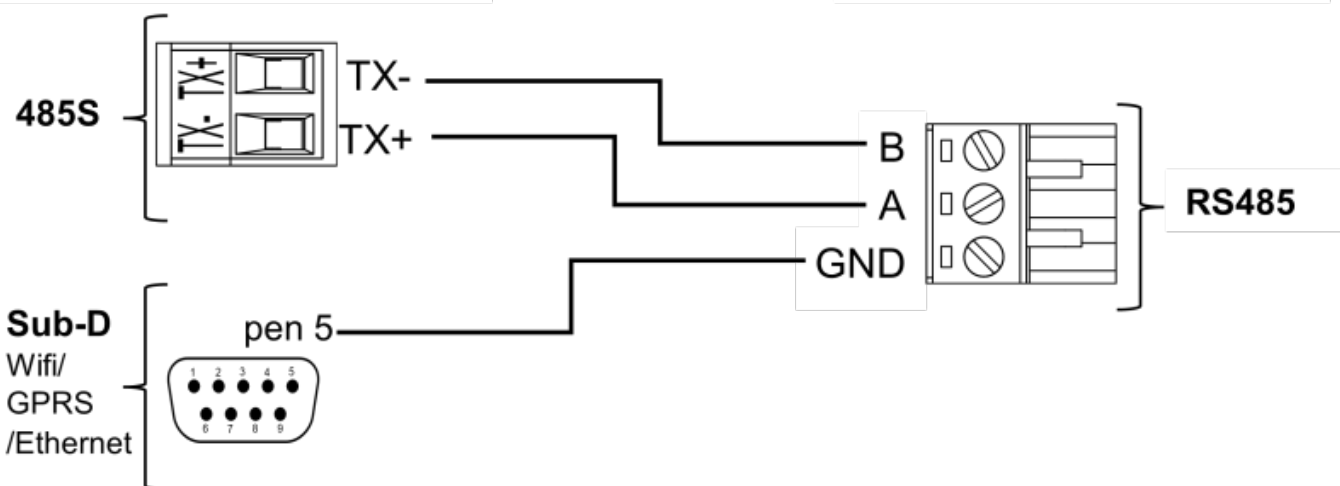 485S
TX+
TX-
TX-
TX+
B
A
GND
RS485
Sub-D
Wifi/
GPRS
/Ethernet
pen 5
1 2 3 4 5
6 7 8 9